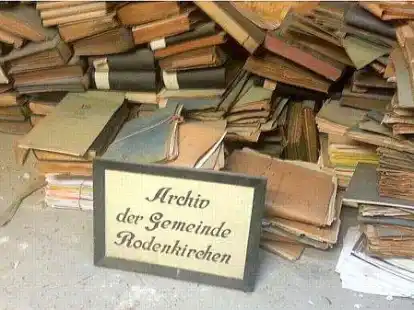 Archiv
der Gemeinde
Rodenkirchen